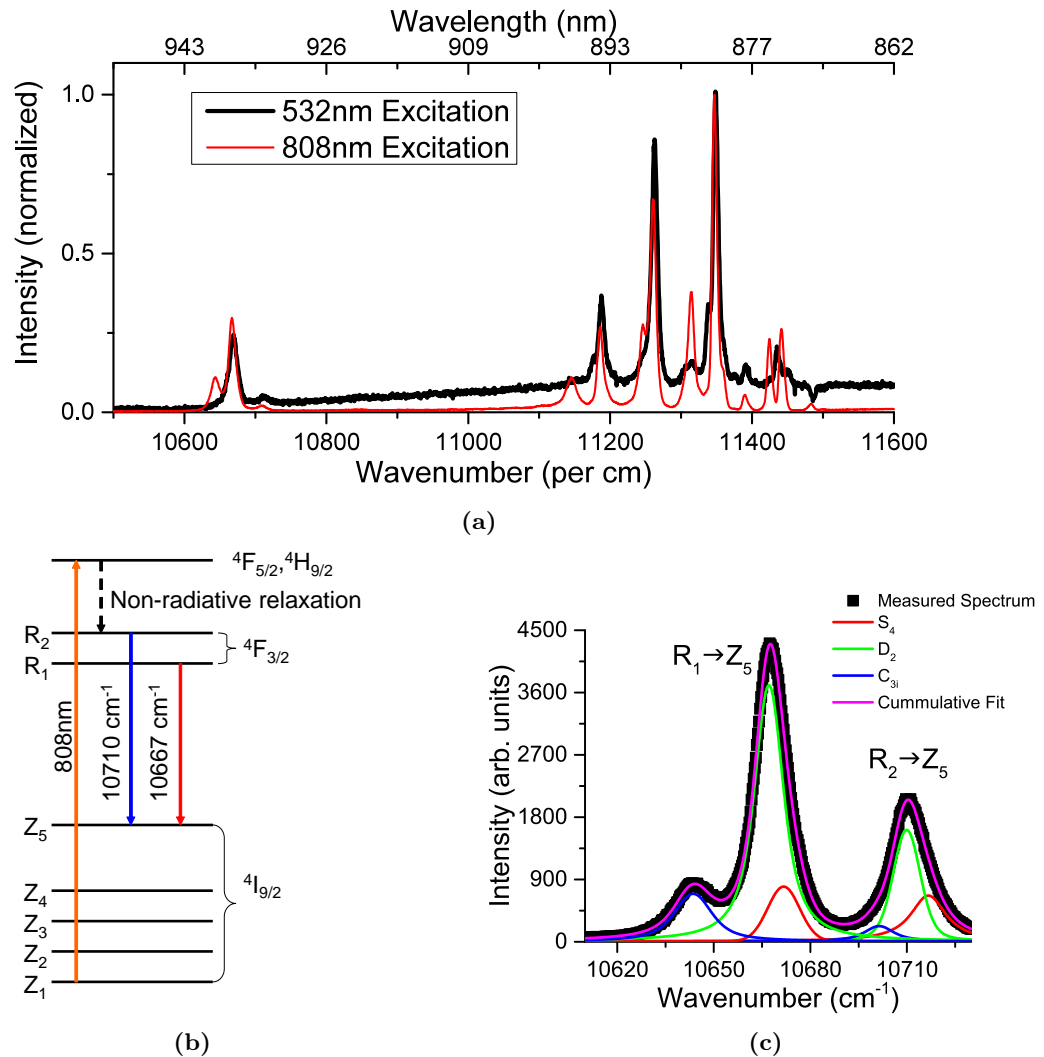 Wavelength (nm)
943 926 909 893 877 862
1.0
0.5
0.0
Intensity (normalized)
532nm Excitation
808nm Excitation
10600 10800 11000 11200 11400 11600
Wavenumber (per cm)
(a)
⁴F₅/₂,⁴H₉/₂
Non-radiative relaxation
R₂
⁴F₃/₂
R₁
808nm
10710 cm⁻¹
10667 cm⁻¹
Z₅
⁴I₉/₂
Z₄
Z₃
Z₂
Z₁
(b)
Measured Spectrum
S₄
D₂
C₃ᵢ
Cummulative Fit
4500
3600
2700
1800
900
0
Intensity (arb. units)
R₁→Z₅
R₂→Z₅
10620 10650 10680 10710
Wavenumber (cm⁻¹)
(c)